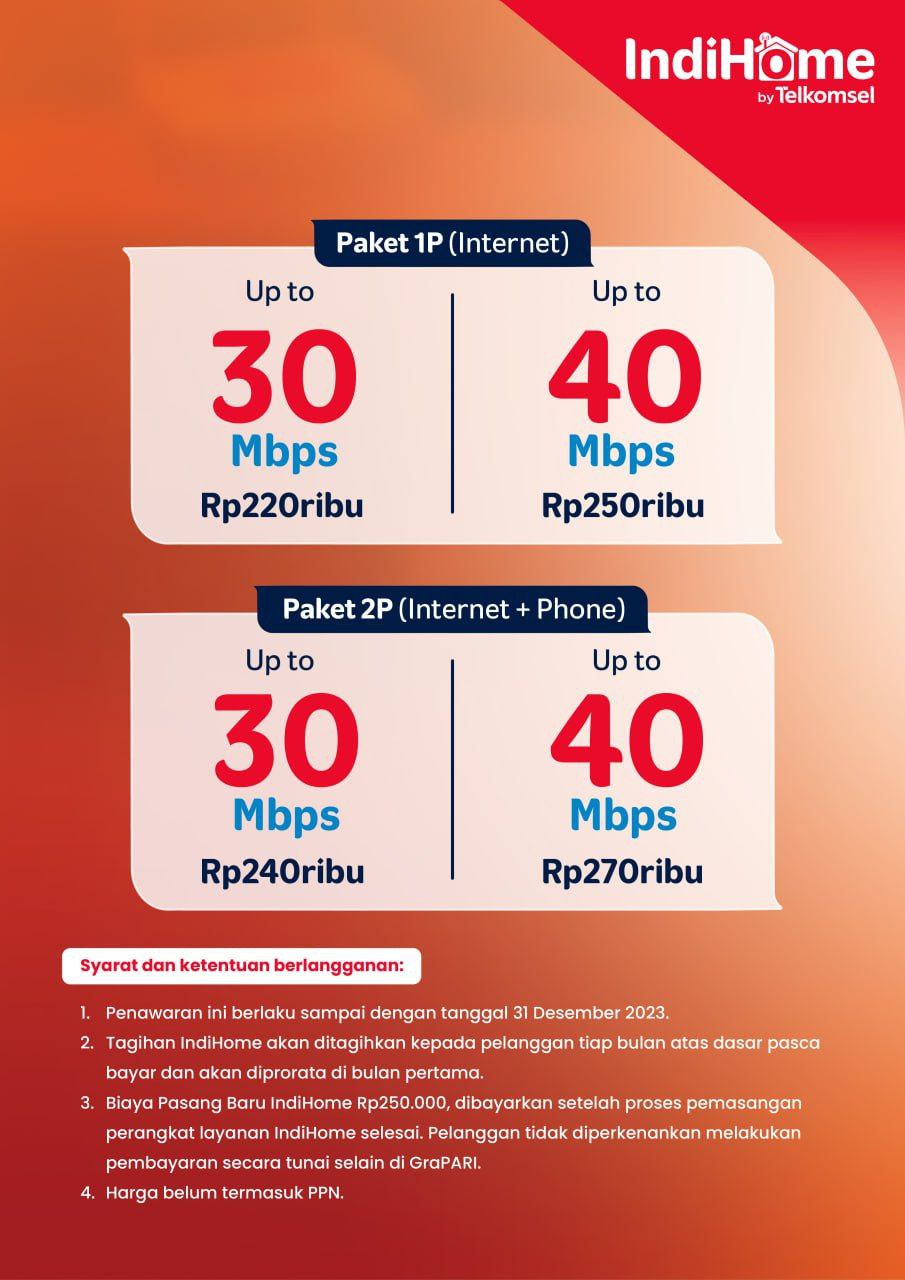 IndiHome
by Telkomsel
Paket 1P (Internet)
Up to
30
Mbps
Rp220ribu
Up to
40
Mbps
Rp250ribu
Paket 2P (Internet + Phone)
Up to
30
Mbps
Rp240ribu
Up to
40
Mbps
Rp270ribu
Syarat dan ketentuan berlangganan:
1. Penawaran ini berlaku sampai dengan tanggal 31 Desember 2023.
2. Tagihan IndiHome akan ditagihkan kepada pelanggan tiap bulan atas dasar pasca
bayar dan akan diprorata di bulan pertama.
3. Biaya Pasang Baru IndiHome Rp250.000, dibayarkan setelah proses pemasangan
perangkat layanan IndiHome selesai. Pelanggan tidak diperkenankan melakukan
pembayaran secara tunai selain di GraPARI.
4. Harga belum termasuk PPN.